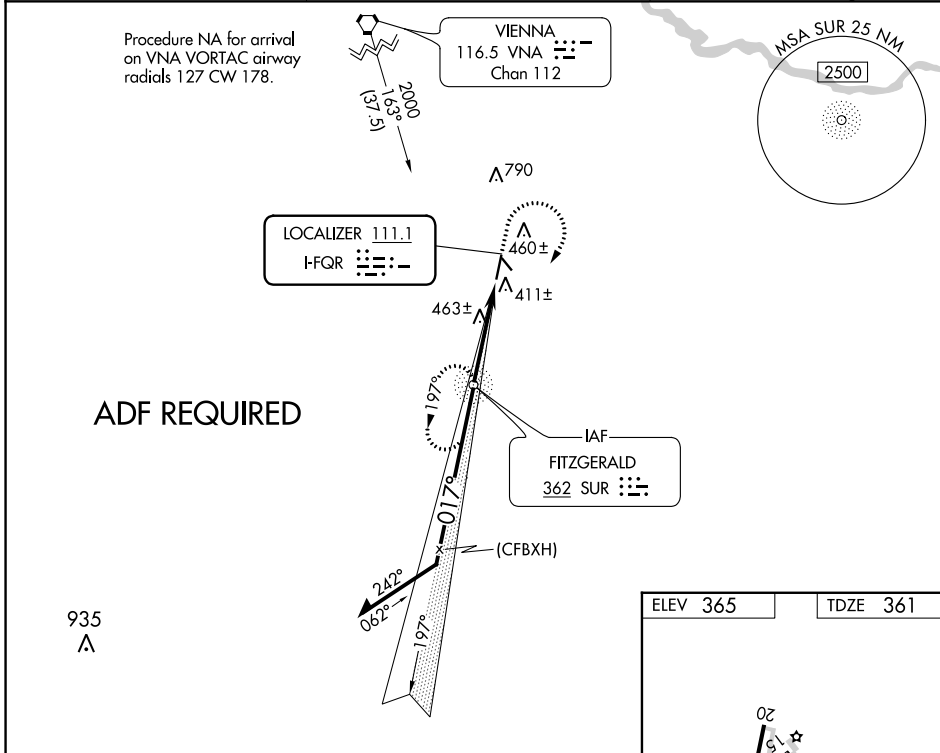 Procedure NA for arrival
on VNA VORTAC airway
radials 127 CW 178.
VIENNA
116.5 VNA
Chan 112
MSA SUR 25 NM
2500
2000
163°
(37.5)
790
LOCALIZER 111.1
I-FQR
460±
411±
463±
197°
ADF REQUIRED
IAF
FITZGERALD
362 SUR
017°
(CFBXH)
242°
062°
197°
935
ELEV 365
TDZE 361
20